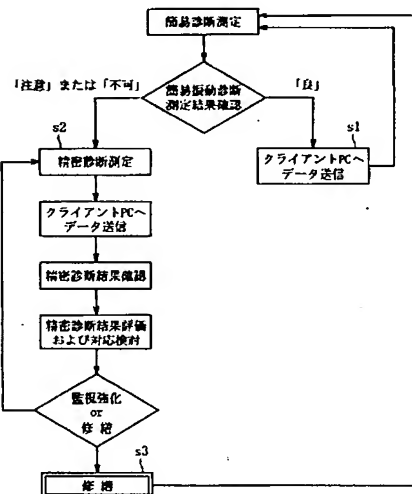 簡易診断測定
「注意」または「不可」
簡易振動診断
測定結果確認
「良」
s2
精密診断測定
s1
クライアントPCへ
データ送信
クライアントPCへ
データ送信
精密診断結果確認
精密診断結果評価
および対応検討
監視強化
or
修繕
s3
修繕